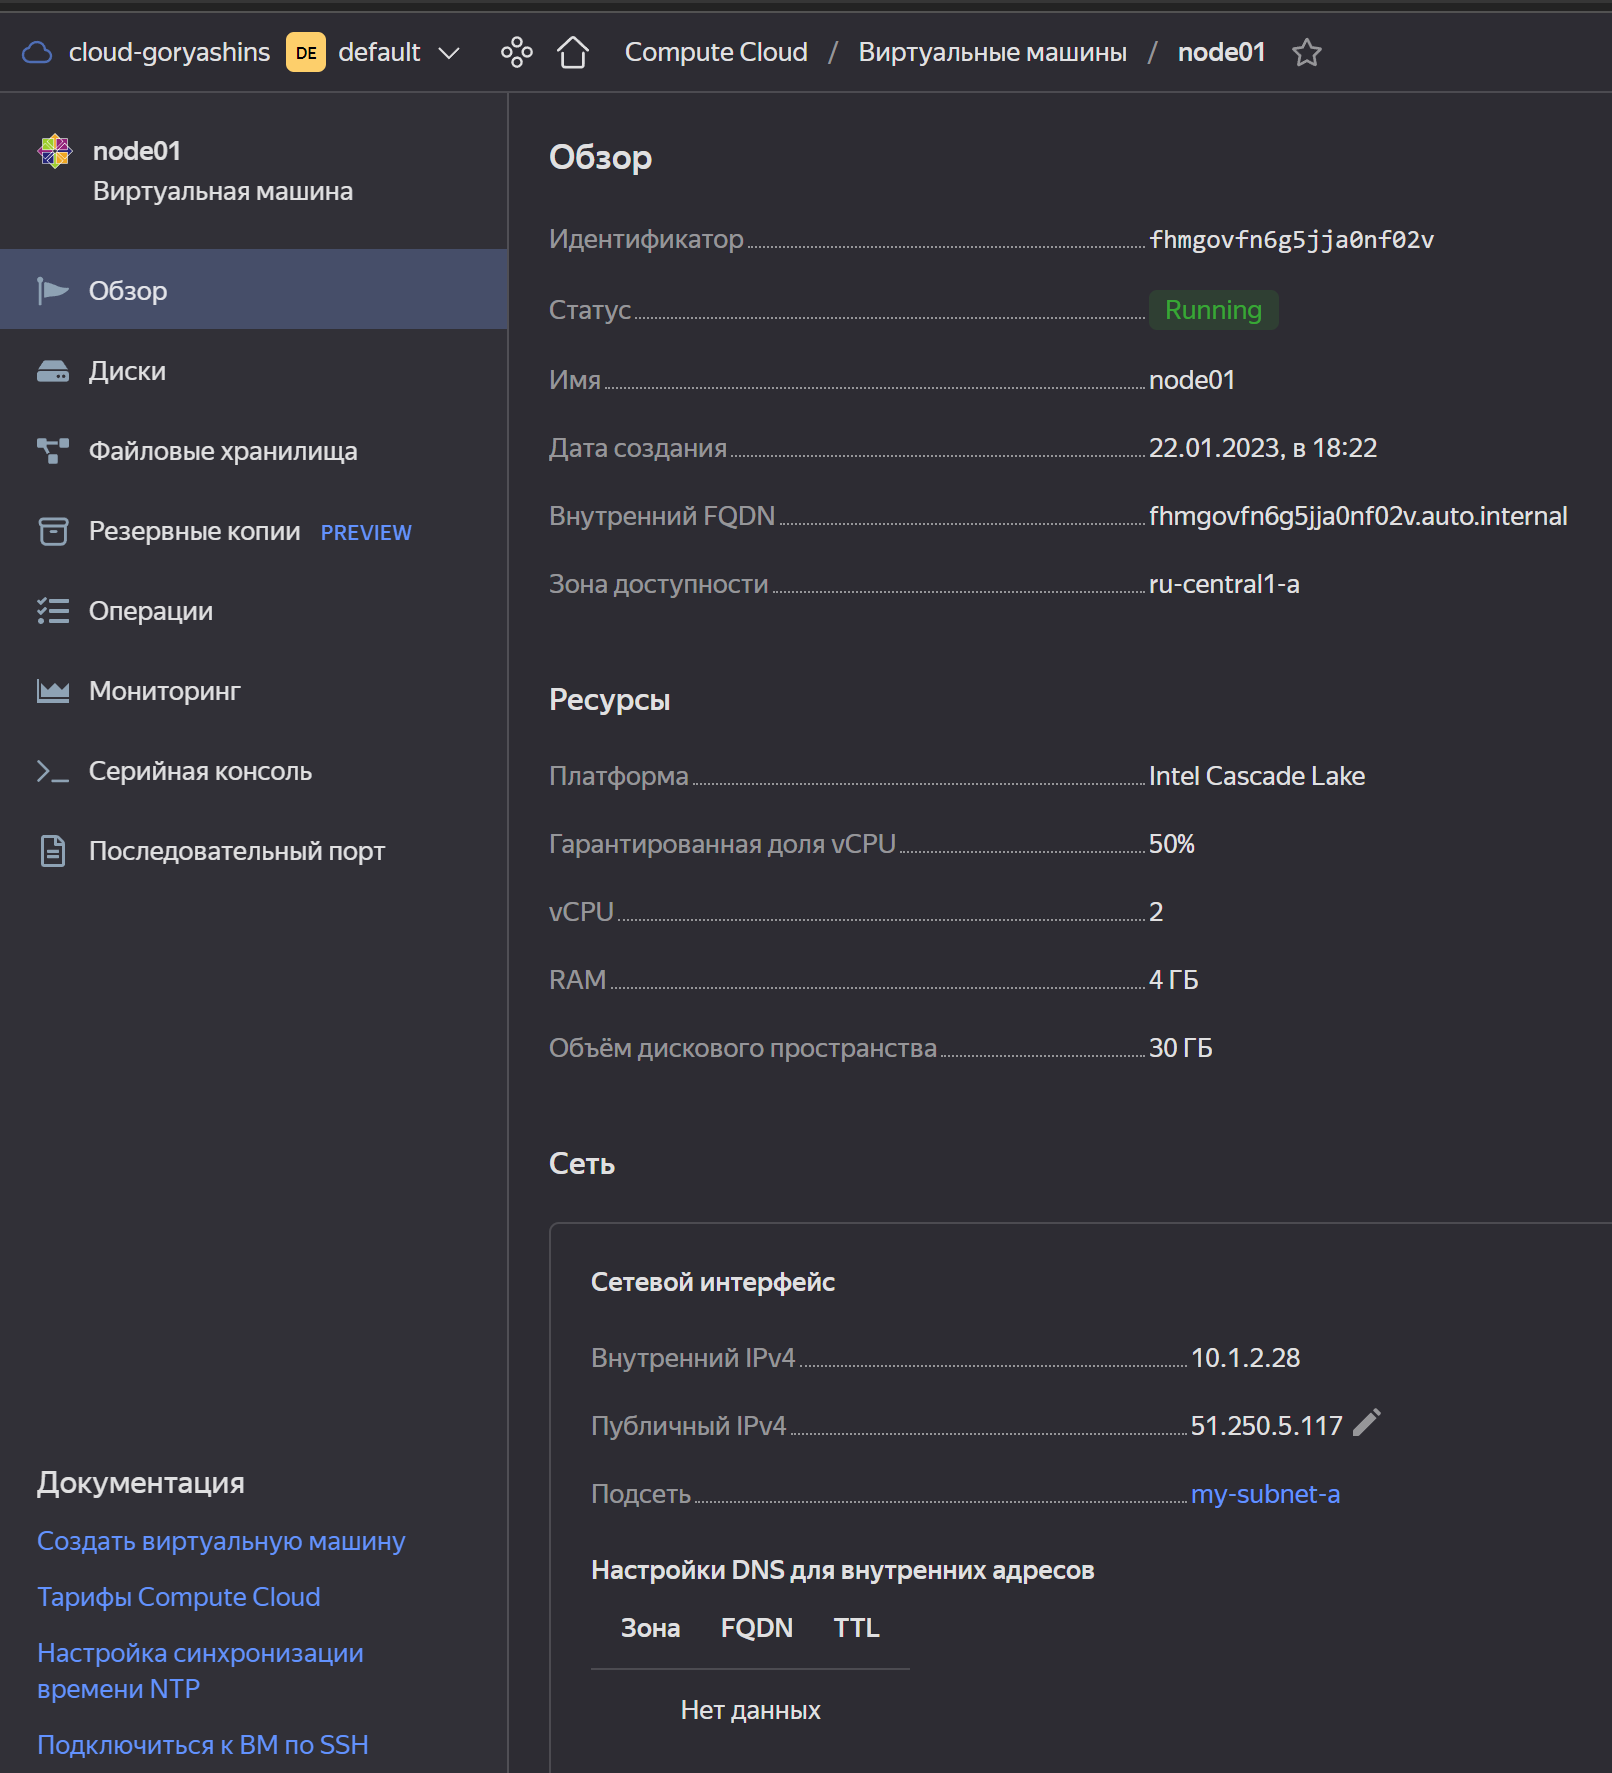 cloud-goryashins DE default Compute Cloud / Виртуальные машины / node01
node01
Виртуальная машина
Обзор
Диски
Файловые хранилища
Резервные копии PREVIEW
Операции
Мониторинг
Серийная консоль
Последовательный порт
Документация
Создать виртуальную машину
Тарифы Compute Cloud
Настройка синхронизации
времени NTP
Подключиться к ВМ по SSH
Обзор
Идентификатор fhmgovfn6g5jja0nf02v
Статус Running
Имя node01
Дата создания 22.01.2023, в 18:22
Внутренний FQDN fhmgovfn6g5jja0nf02v.auto.internal
Зона доступности ru-central1-a
Ресурсы
Платформа Intel Cascade Lake
Гарантированная доля vCPU 50%
vCPU 2
RAM 4 ГБ
Объём дискового пространства 30 ГБ
Сеть
Сетевой интерфейс
Внутренний IPv4 10.1.2.28
Публичный IPv4 51.250.5.117
Подсеть my-subnet-a
Настройки DNS для внутренних адресов
Зона FQDN TTL
Нет данных